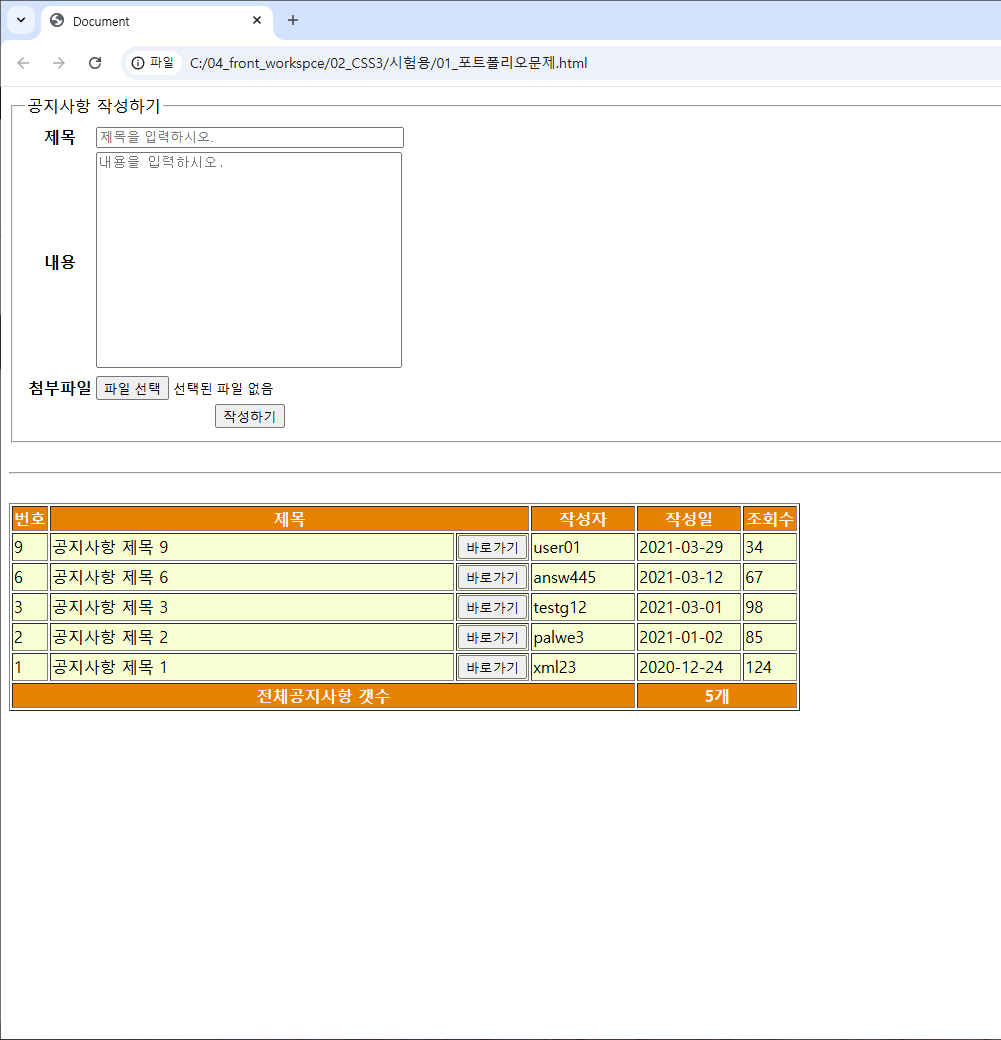 Document
파일 C:/04_front_workspce/02_CSS3/시험용/01_포트폴리오문제.html
공지사항 작성하기
제목 제목을 입력하시오.
내용 내용을 입력하시오.
첨부파일 파일 선택 선택된 파일 없음
작성하기
번호 제목 작성자 작성일 조회수
9 공지사항 제목 9 바로가기 user01 2021-03-29 34
6 공지사항 제목 6 바로가기 answ445 2021-03-12 67
3 공지사항 제목 3 바로가기 testg12 2021-03-01 98
2 공지사항 제목 2 바로가기 palwe3 2021-01-02 85
1 공지사항 제목 1 바로가기 xml23 2020-12-24 124
전체공지사항 갯수 5개